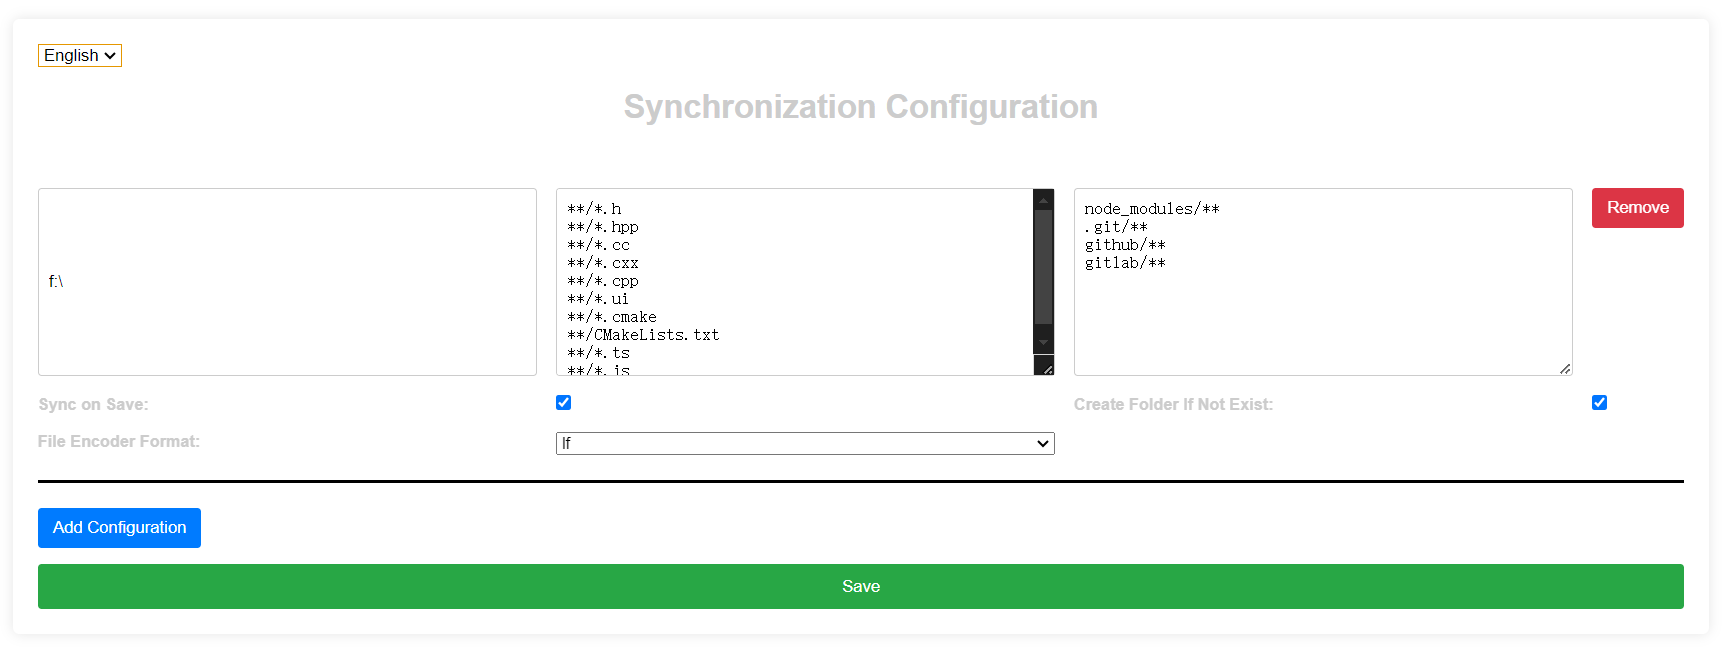 English
Synchronization Configuration
f:\
**/*.h
**/*.hpp
**/*.cc
**/*.cxx
**/*.cpp
**/*.ui
**/*.cmake
**/CMakeLists.txt
**/*.ts
**/*.js
node_modules/**
.git/**
github/**
gitlab/**
Remove
Sync on Save:
Create Folder If Not Exist:
File Encoder Format:
lf
Add Configuration
Save